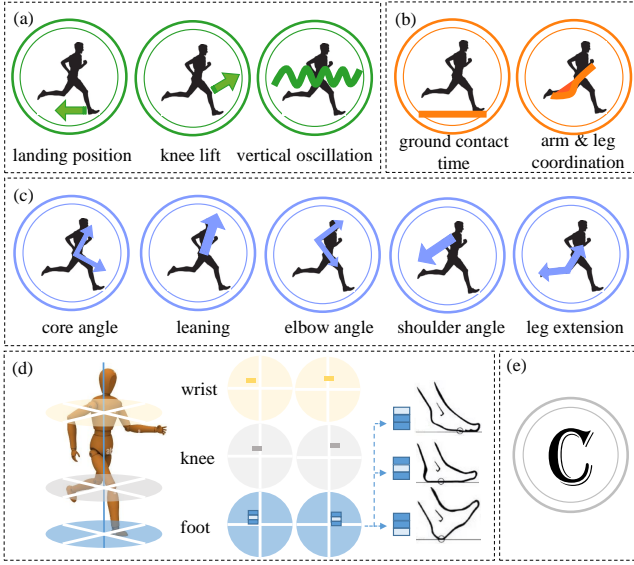 (a)
landing position
knee lift
vertical oscillation
(b)
ground contact
time
arm & leg
coordination
(c)
core angle
leaning
elbow angle
shoulder angle
leg extension
(d)
wrist
knee
foot
(e)
C